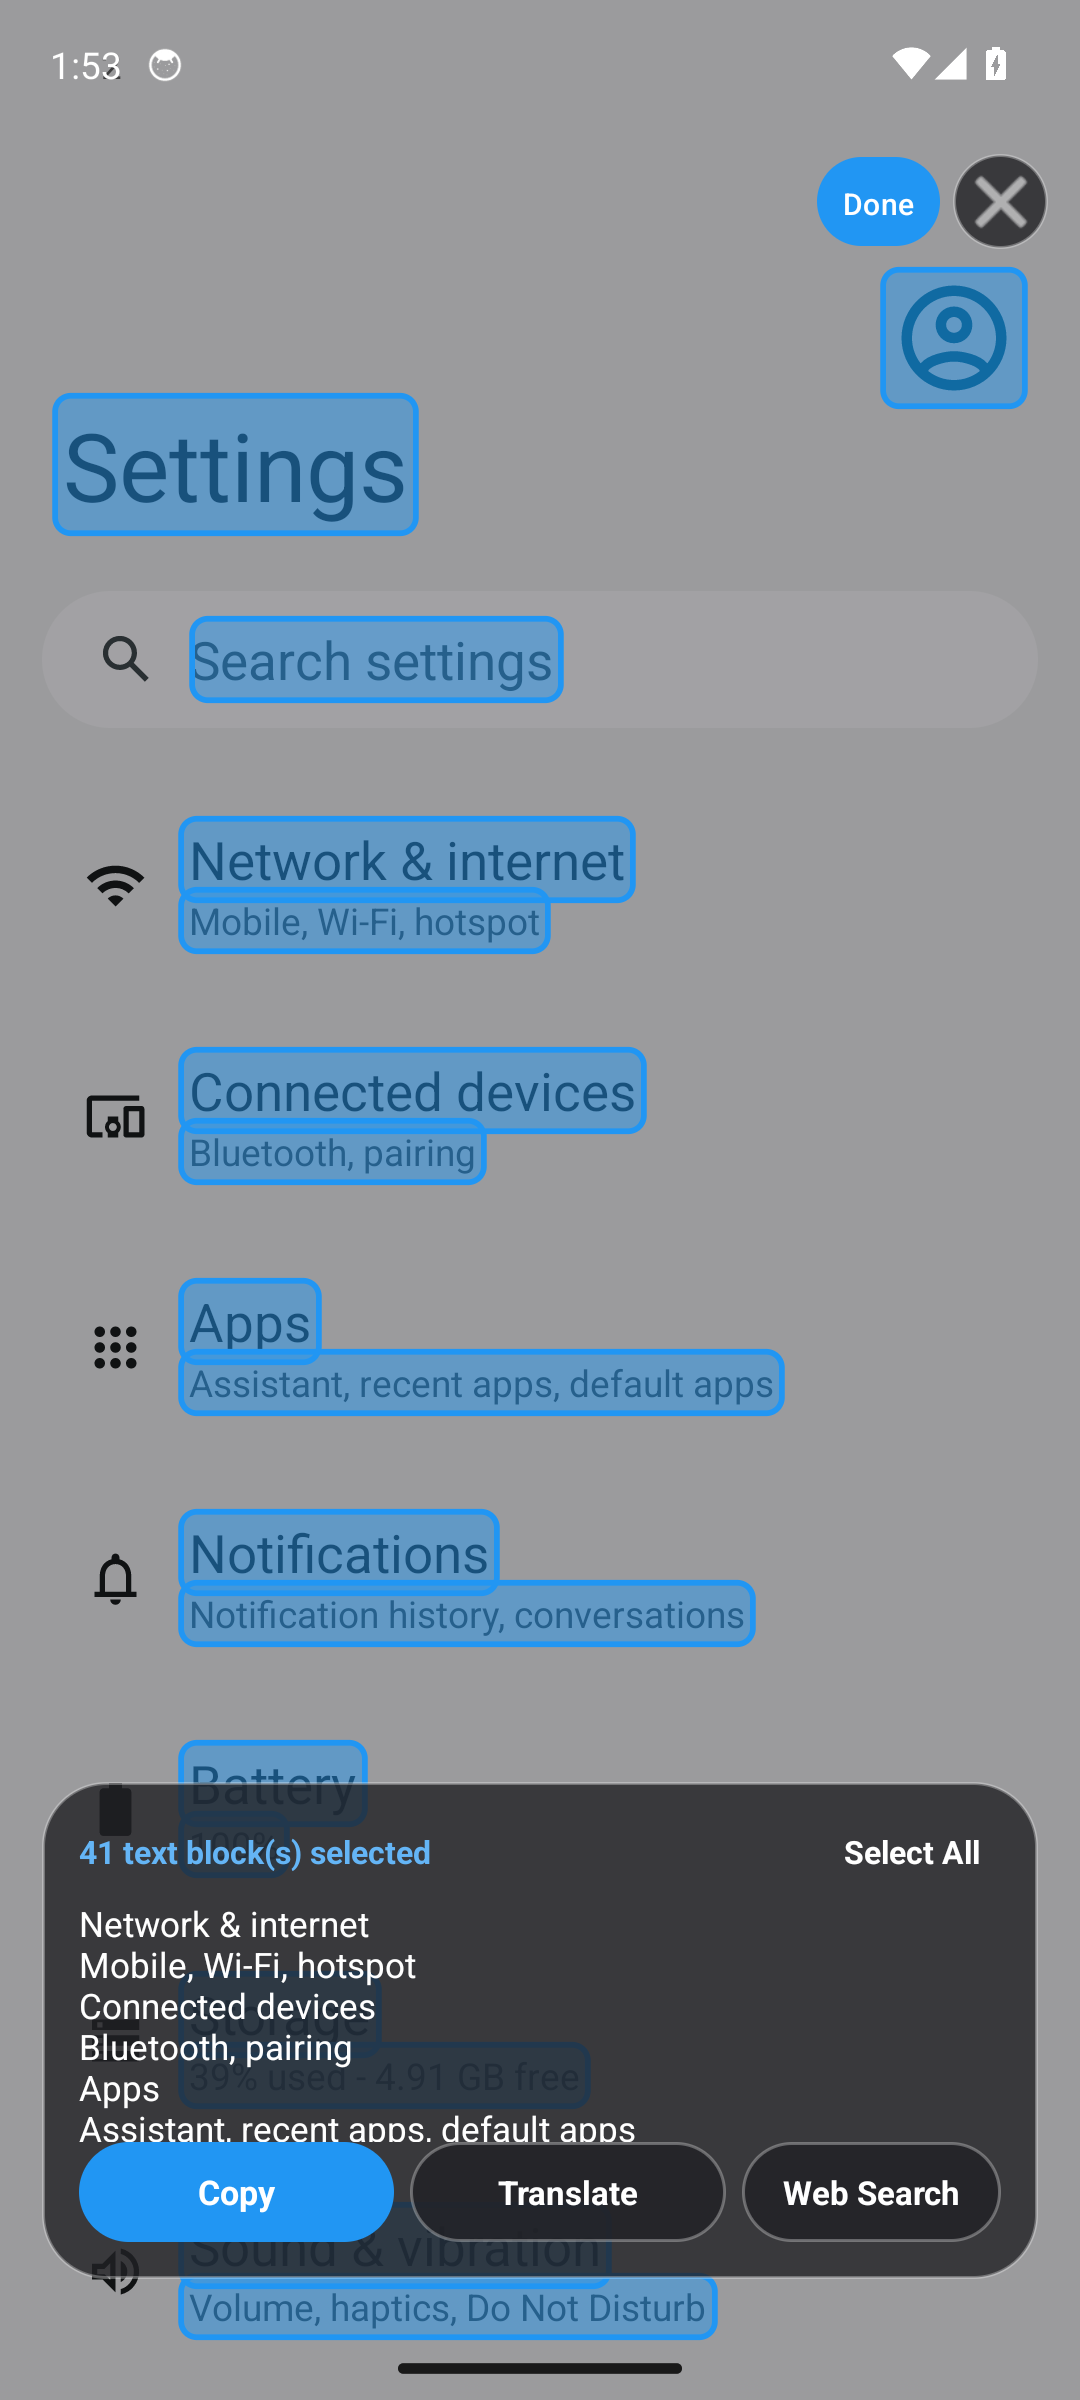 1:53
Done
Settings
Search settings
Network & internet
Mobile, Wi-Fi, hotspot
Connected devices
Bluetooth, pairing
Apps
Assistant, recent apps, default apps
Notifications
Notification history, conversations
Battery
100%
41 text block(s) selected
Select All
Network & internet
Mobile, Wi-Fi, hotspot
Connected devices
Bluetooth, pairing
Apps
Assistant, recent apps, default apps
Storage
39% used - 4.91 GB free
Copy
Translate
Web Search
Sound & vibration
Volume, haptics, Do Not Disturb